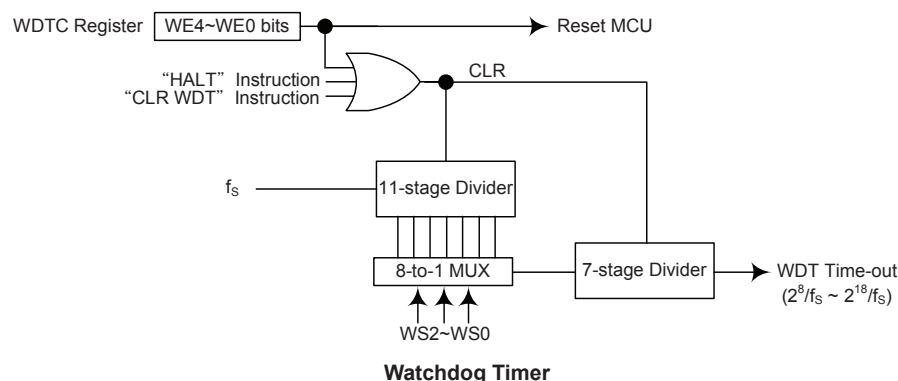 WDTC Register WE4~WE0 bits Reset MCU
CLR
“HALT” Instruction
“CLR WDT” Instruction
fS 11-stage Divider
8-to-1 MUX 7-stage Divider WDT Time-out
(2^8/fS ~ 2^18/fS)
WS2~WS0
Watchdog Timer